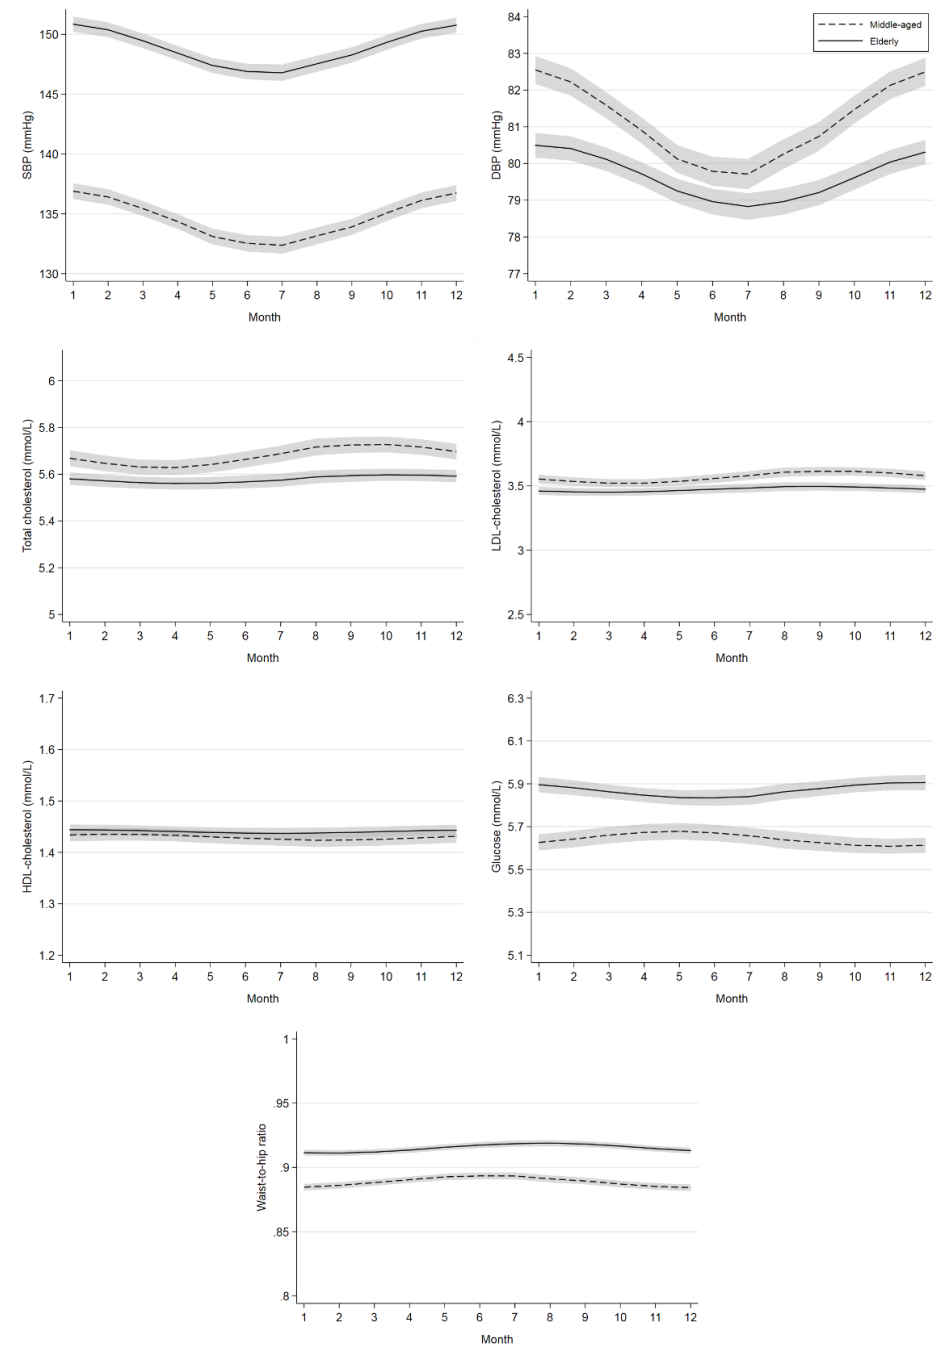 SBP (mmHg)
150
145
140
135
130
1 2 3 4 5 6 7 8 9 10 11 12
Month
DBP (mmHg)
84
83
82
81
80
79
78
77
Middle-aged
Elderly
1 2 3 4 5 6 7 8 9 10 11 12
Month
Total cholesterol (mmol/L)
6
5.8
5.6
5.4
5.2
5
1 2 3 4 5 6 7 8 9 10 11 12
Month
LDL-cholesterol (mmol/L)
4.5
4
3.5
3
2.5
1 2 3 4 5 6 7 8 9 10 11 12
Month
HDL-cholesterol (mmol/L)
1.7
1.6
1.5
1.4
1.3
1.2
1 2 3 4 5 6 7 8 9 10 11 12
Month
Glucose (mmol/L)
6.3
6.1
5.9
5.7
5.5
5.3
5.1
1 2 3 4 5 6 7 8 9 10 11 12
Month
Waist-to-hip ratio
1
.95
.9
.85
.8
1 2 3 4 5 6 7 8 9 10 11 12
Month